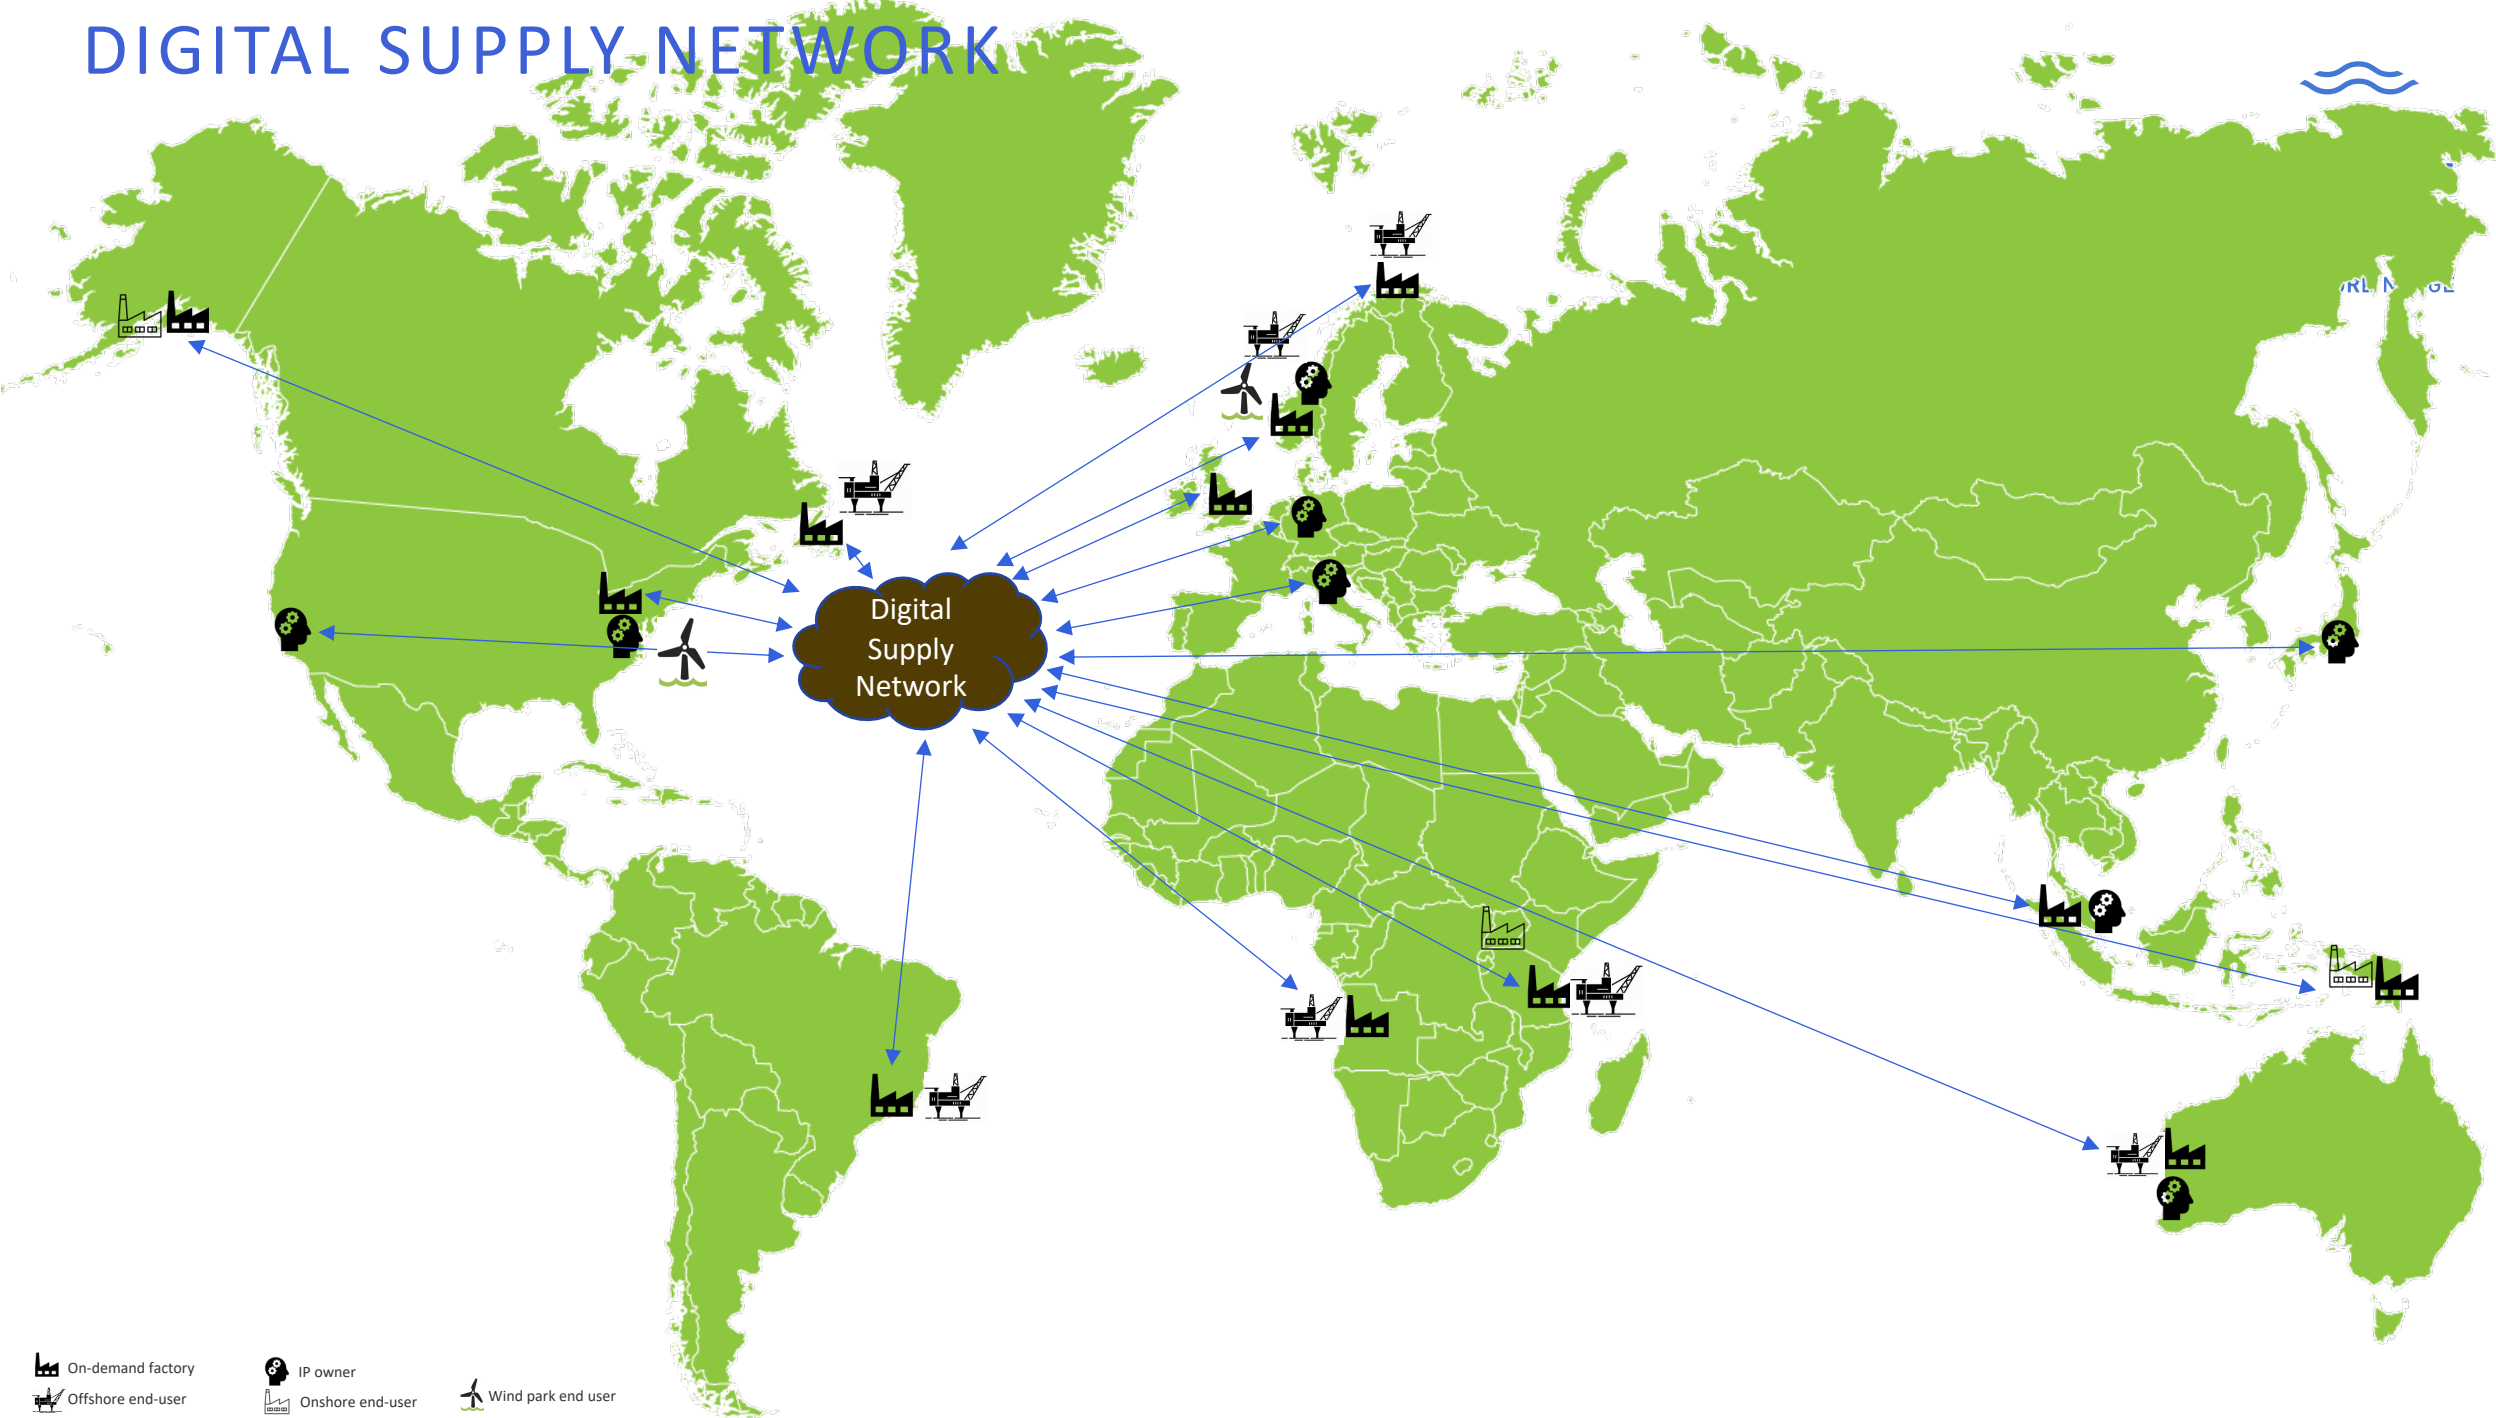 DIGITAL SUPPLY NETWORK
Digital
Supply
Network
On-demand factory
IP owner
Offshore end-user
Onshore end-user
Wind park end user